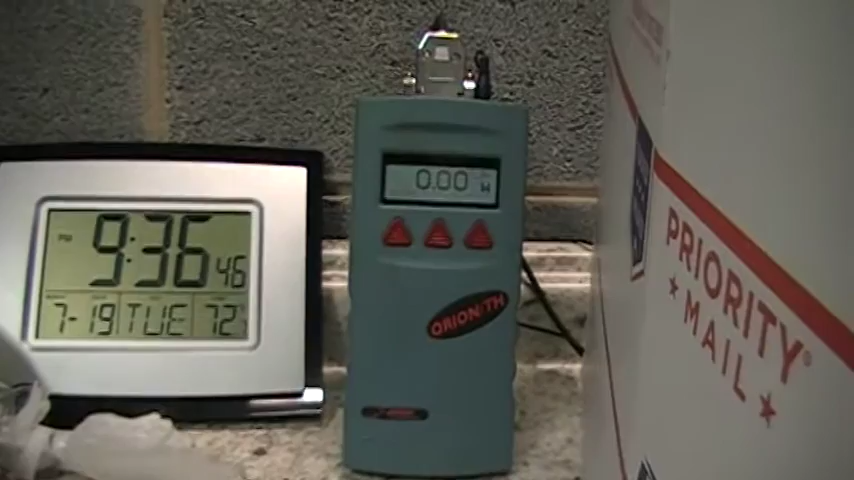 PM 9:36 46
7-19 TUE 72
0.00 W
ORION/TH
PRIORITY®
★ MAIL ★